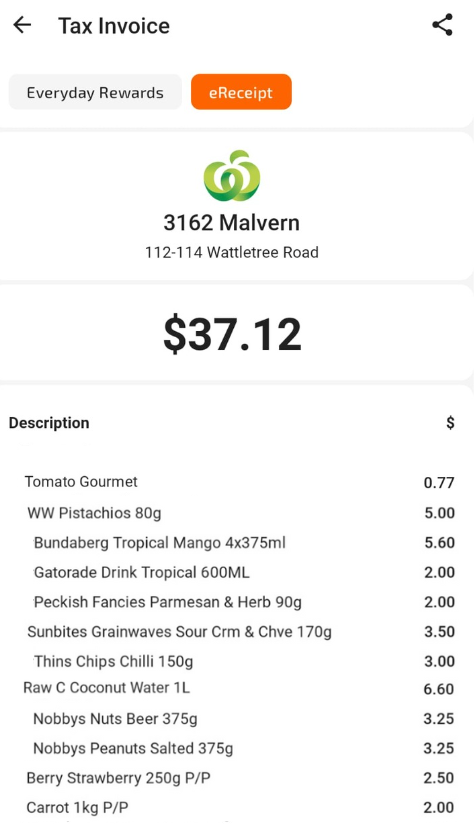 Tax Invoice
Everyday Rewards
eReceipt
3162 Malvern
112-114 Wattletree Road
$37.12
Description $
Tomato Gourmet 0.77
WW Pistachios 80g 5.00
Bundaberg Tropical Mango 4x375ml 5.60
Gatorade Drink Tropical 600ML 2.00
Peckish Fancies Parmesan & Herb 90g 2.00
Sunbites Grainwaves Sour Crm & Chve 170g 3.50
Thins Chips Chilli 150g 3.00
Raw C Coconut Water 1L 6.60
Nobbys Nuts Beer 375g 3.25
Nobbys Peanuts Salted 375g 3.25
Berry Strawberry 250g P/P 2.50
Carrot 1kg P/P 2.00